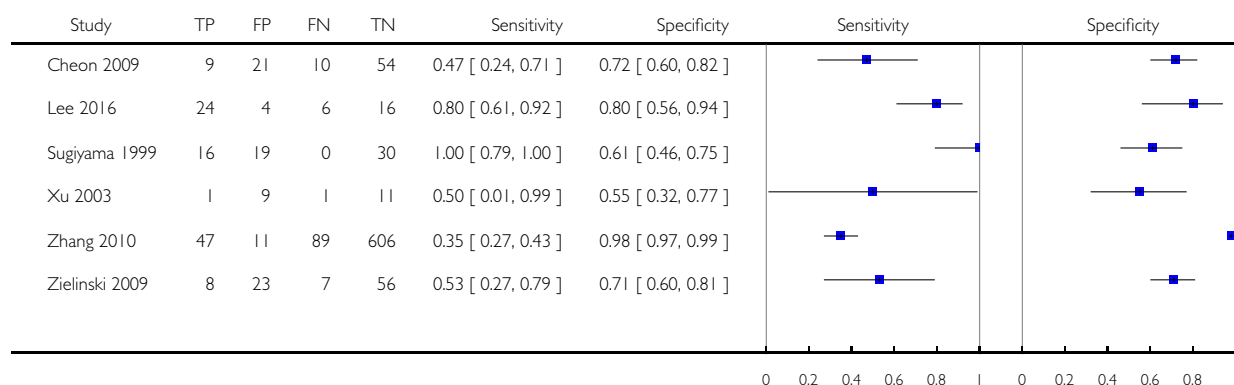 Study TP FP FN TN Sensitivity Specificity Sensitivity Specificity
Cheon 2009 9 21 10 54 0.47 [ 0.24, 0.71 ] 0.72 [ 0.60, 0.82 ]
Lee 2016 24 4 6 16 0.80 [ 0.61, 0.92 ] 0.80 [ 0.56, 0.94 ]
Sugiyama 1999 16 19 0 30 1.00 [ 0.79, 1.00 ] 0.61 [ 0.46, 0.75 ]
Xu 2003 1 9 1 11 0.50 [ 0.01, 0.99 ] 0.55 [ 0.32, 0.77 ]
Zhang 2010 47 11 89 606 0.35 [ 0.27, 0.43 ] 0.98 [ 0.97, 0.99 ]
Zielinski 2009 8 23 7 56 0.53 [ 0.27, 0.79 ] 0.71 [ 0.60, 0.81 ]
0 0.2 0.4 0.6 0.8 1 0 0.2 0.4 0.6 0.8